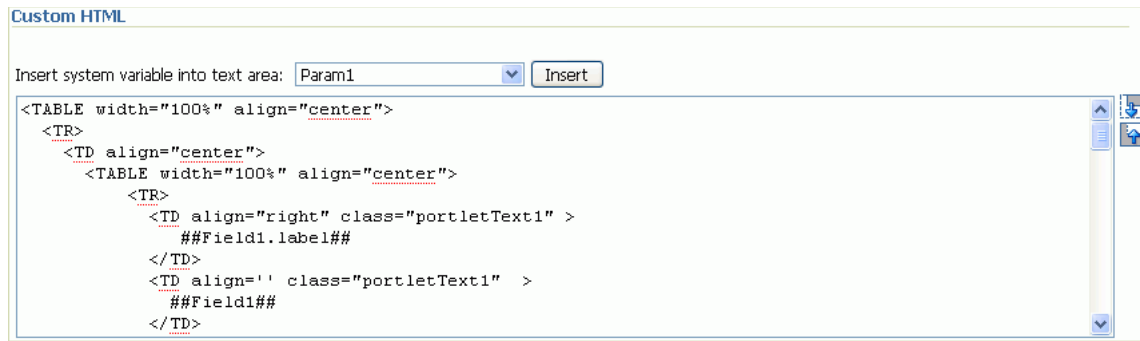 Custom HTML
Insert system variable into text area: Param1 Insert
<TABLE width="100%" align="center">
<TR>
<TD align="center">
<TABLE width="100%" align="center">
<TR>
<TD align="right" class="portletText1" >
##Field1.label##
</TD>
<TD align='' class="portletText1"  >
##Field1##
</TD>